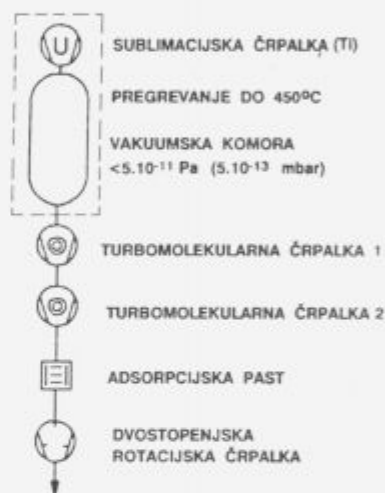 U
SUBLIMACIJSKA ČRPALKA (TI)
PREGREVANJE DO 450ºC
VAKUUMSKA KOMORA
<5.10⁻¹¹ Pa (5.10⁻¹³ mbar)
TURBOMOLEKULARNA ČRPALKA 1
TURBOMOLEKULARNA ČRPALKA 2
ADSORPCIJSKA PAST
DVOSTOPENJSKA
ROTACIJSKA ČRPALKA